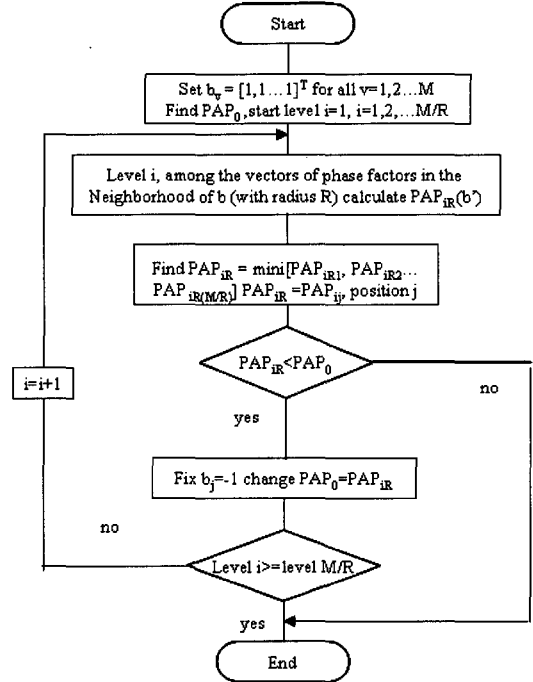 Start
Set b_v = [1,1...1]^T for all v=1,2...M
Find PAP_0 ,start level i=1, i=1,2,...M/R
Level i, among the vectors of phase factors in the
Neighborhood of b (with radius R) calculate PAP_iR(b')
Find PAP_iR = mini[PAP_iR1, PAP_iR2...
PAP_iR(M/R)] PAP_iR =PAP_ij, position j
PAP_iR<PAP_0
no
i=i+1
yes
Fix b_j=-1 change PAP_0=PAP_iR
no
Level i>=level M/R
yes
End